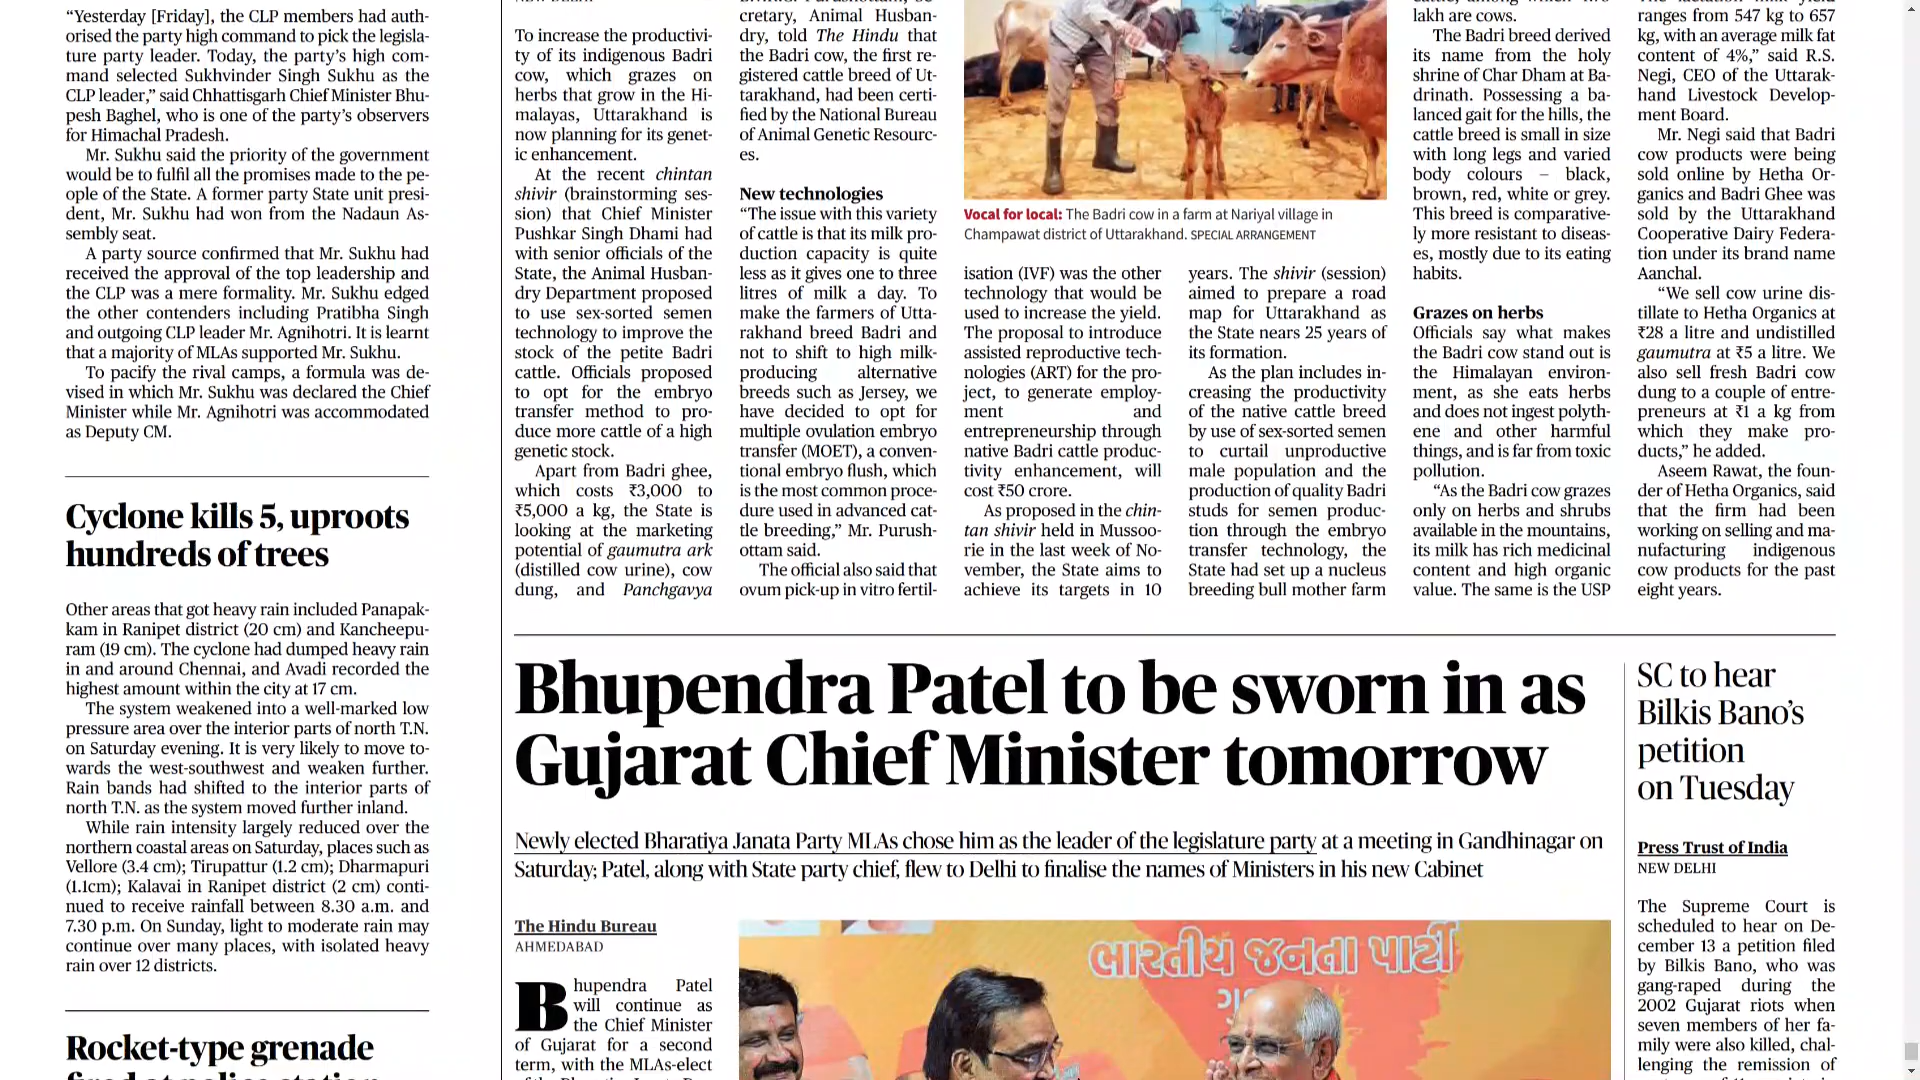 “Yesterday [Friday], the CLP members had auth-
orised the party high command to pick the legisla-
ture party leader. Today, the party’s high com-
mand selected Sukhvinder Singh Sukhu as the
CLP leader,” said Chhattisgarh Chief Minister Bhu-
pesh Baghel, who is one of the party’s observers
for Himachal Pradesh.
Mr. Sukhu said the priority of the government
would be to fulfil all the promises made to the pe-
ople of the State. A former party State unit presi-
dent, Mr. Sukhu had won from the Nadaun As-
sembly seat.
A party source confirmed that Mr. Sukhu had
received the approval of the top leadership and
the CLP was a mere formality. Mr. Sukhu edged
the other contenders including Pratibha Singh
and outgoing CLP leader Mr. Agnihotri. It is learnt
that a majority of MLAs supported Mr. Sukhu.
To pacify the rival camps, a formula was de-
vised in which Mr. Sukhu was declared the Chief
Minister while Mr. Agnihotri was accommodated
as Deputy CM.
Cyclone kills 5, uproots
hundreds of trees
Other areas that got heavy rain included Panapak-
kam in Ranipet district (20 cm) and Kancheepu-
ram (19 cm). The cyclone had dumped heavy rain
in and around Chennai, and Avadi recorded the
highest amount within the city at 17 cm.
The system weakened into a well-marked low
pressure area over the interior parts of north T.N.
on Saturday evening. It is very likely to move to-
wards the west-southwest and weaken further.
Rain bands had shifted to the interior parts of
north T.N. as the system moved further inland.
While rain intensity largely reduced over the
northern coastal areas on Saturday, places such as
Vellore (3.4 cm); Tirupattur (1.2 cm); Dharmapuri
(1.1cm); Kalavai in Ranipet district (2 cm) conti-
nued to receive rainfall between 8.30 a.m. and
7.30 p.m. On Sunday, light to moderate rain may
continue over many places, with isolated heavy
rain over 12 districts.
Rocket-type grenade
To increase the productivi-
ty of its indigenous Badri
cow, which grazes on
herbs that grow in the Hi-
malayas, Uttarakhand is
now planning for its genet-
ic enhancement.
At the recent chintan
shivir (brainstorming ses-
sion) that Chief Minister
Pushkar Singh Dhami had
with senior officials of the
State, the Animal Husban-
dry Department proposed
to use sex-sorted semen
technology to improve the
stock of the petite Badri
cattle. Officials proposed
to opt for the embryo
transfer method to pro-
duce more cattle of a high
genetic stock.
Apart from Badri ghee,
which costs ₹3,000 to
₹5,000 a kg, the State is
looking at the marketing
potential of gaumutra ark
(distilled cow urine), cow
dung, and Panchgavya
cretary, Animal Husban-
dry, told The Hindu that
the Badri cow, the first re-
gistered cattle breed of Ut-
tarakhand, had been certi-
fied by the National Bureau
of Animal Genetic Resourc-
es.
New technologies
“The issue with this variety
of cattle is that its milk pro-
duction capacity is quite
less as it gives one to three
litres of milk a day. To
make the farmers of Utta-
rakhand breed Badri and
not to shift to high milk-
producing alternative
breeds such as Jersey, we
have decided to opt for
multiple ovulation embryo
transfer (MOET), a conven-
tional embryo flush, which
is the most common proce-
dure used in advanced cat-
tle breeding,” Mr. Purush-
ottam said.
The official also said that
ovum pick-up in vitro fertil-
Vocal for local: The Badri cow in a farm at Nariyal village in
Champawat district of Uttarakhand. SPECIAL ARRANGEMENT
isation (IVF) was the other
technology that would be
used to increase the yield.
The proposal to introduce
assisted reproductive tech-
nologies (ART) for the pro-
ject, to generate employ-
ment and
entrepreneurship through
native Badri cattle produc-
tivity enhancement, will
cost ₹50 crore.
As proposed in the chin-
tan shivir held in Mussoo-
rie in the last week of No-
vember, the State aims to
achieve its targets in 10
years. The shivir (session)
aimed to prepare a road
map for Uttarakhand as
the State nears 25 years of
its formation.
As the plan includes in-
creasing the productivity
of the native cattle breed
by use of sex-sorted semen
to curtail unproductive
male population and the
production of quality Badri
studs for semen produc-
tion through the embryo
transfer technology, the
State had set up a nucleus
breeding bull mother farm
lakh are cows.
The Badri breed derived
its name from the holy
shrine of Char Dham at Ba-
drinath. Possessing a ba-
lanced gait for the hills, the
cattle breed is small in size
with long legs and varied
body colours – black,
brown, red, white or grey.
This breed is comparative-
ly more resistant to diseas-
es, mostly due to its eating
habits.
Grazes on herbs
Officials say what makes
the Badri cow stand out is
the Himalayan environ-
ment, as she eats herbs
and does not ingest polyth-
ene and other harmful
things, and is far from toxic
pollution.
“As the Badri cow grazes
only on herbs and shrubs
available in the mountains,
its milk has rich medicinal
content and high organic
value. The same is the USP
ranges from 547 kg to 657
kg, with an average milk fat
content of 4%,” said R.S.
Negi, CEO of the Uttarak-
hand Livestock Develop-
ment Board.
Mr. Negi said that Badri
cow products were being
sold online by Hetha Or-
ganics and Badri Ghee was
sold by the Uttarakhand
Cooperative Dairy Federa-
tion under its brand name
Aanchal.
“We sell cow urine dis-
tillate to Hetha Organics at
₹28 a litre and undistilled
gaumutra at ₹5 a litre. We
also sell fresh Badri cow
dung to a couple of entre-
preneurs at ₹1 a kg from
which they make pro-
ducts,” he added.
Aseem Rawat, the foun-
der of Hetha Organics, said
that the firm had been
working on selling and ma-
nufacturing indigenous
cow products for the past
eight years.
Bhupendra Patel to be sworn in as
Gujarat Chief Minister tomorrow
Newly elected Bharatiya Janata Party MLAs chose him as the leader of the legislature party at a meeting in Gandhinagar on
Saturday; Patel, along with State party chief, flew to Delhi to finalise the names of Ministers in his new Cabinet
The Hindu Bureau
AHMEDABAD
Bhupendra Patel
will continue as
the Chief Minister
of Gujarat for a second
term, with the MLAs-elect
ભારતીય જનતા પાર્ટી
SC to hear
Bilkis Bano’s
petition
on Tuesday
Press Trust of India
NEW DELHI
The Supreme Court is
scheduled to hear on De-
cember 13 a petition filed
by Bilkis Bano, who was
gang-raped during the
2002 Gujarat riots when
seven members of her fa-
mily were also killed, chal-
lenging the remission of